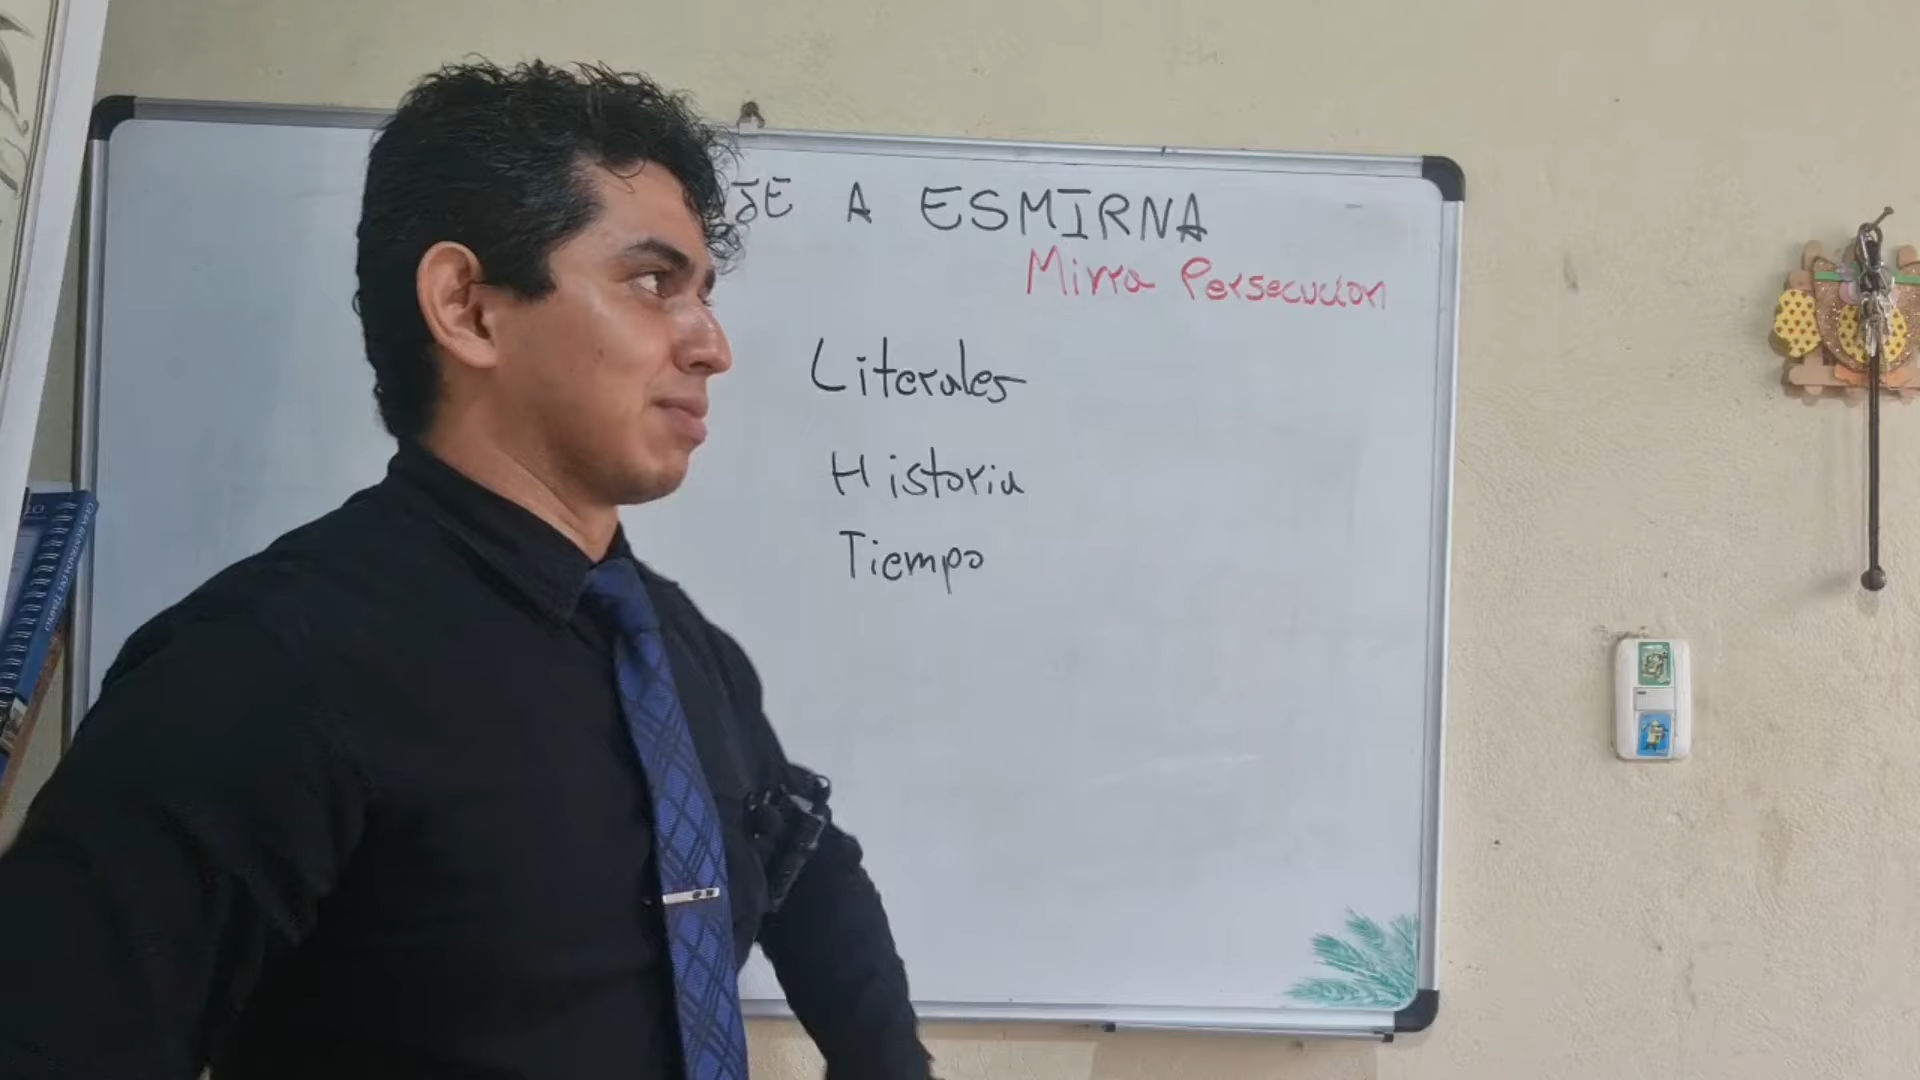 JE A ESMIRNA
Mirra Persecucion
Literales
Historia
Tiempo